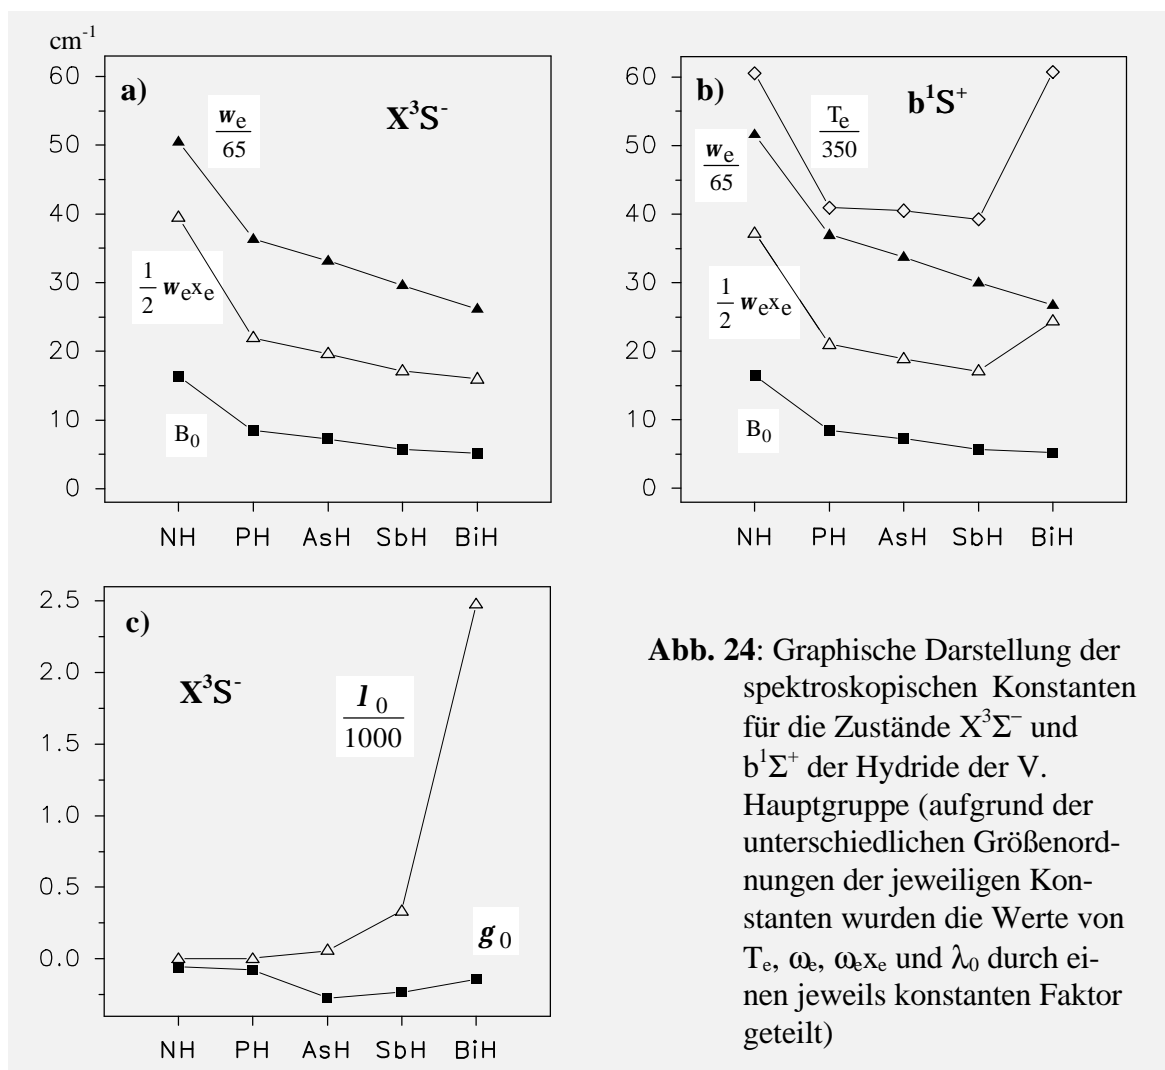 cm⁻¹
60
50
40
30
20
10
0
a)
X³S⁻
wₑ
65
1
2
wₑxₑ
B₀
NH PH AsH SbH BiH
60
50
40
30
20
10
0
b)
b¹S⁺
Tₑ
350
wₑ
65
1
2
wₑxₑ
B₀
NH PH AsH SbH BiH
2.5
2.0
1.5
1.0
0.5
0.0
c)
X³S⁻
l₀
1000
g₀
NH PH AsH SbH BiH
Abb. 24: Graphische Darstellung der
spektroskopischen Konstanten
für die Zustände X³Σ⁻ und
b¹Σ⁺ der Hydride der V.
Hauptgruppe (aufgrund der
unterschiedlichen Größenord-
nungen der jeweiligen Kon-
stanten wurden die Werte von
Tₑ, ωₑ, ωₑxₑ und λ₀ durch ei-
nen jeweils konstanten Faktor
geteilt)